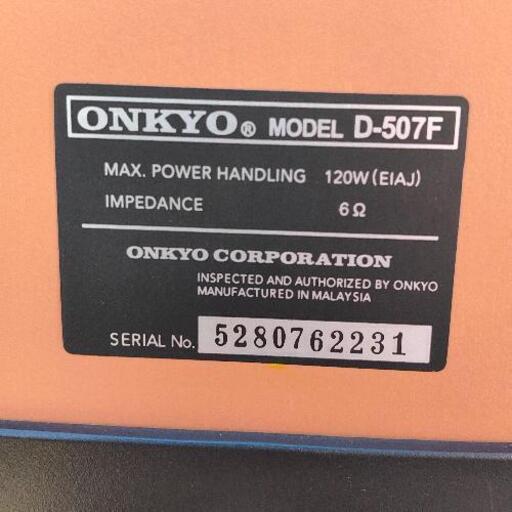 ONKYO® MODEL D-507F
MAX. POWER HANDLING 120W(EIAJ)
IMPEDANCE 6Ω
ONKYO CORPORATION
INSPECTED AND AUTHORIZED BY ONKYO
MANUFACTURED IN MALAYSIA
SERIAL No. 5280762231